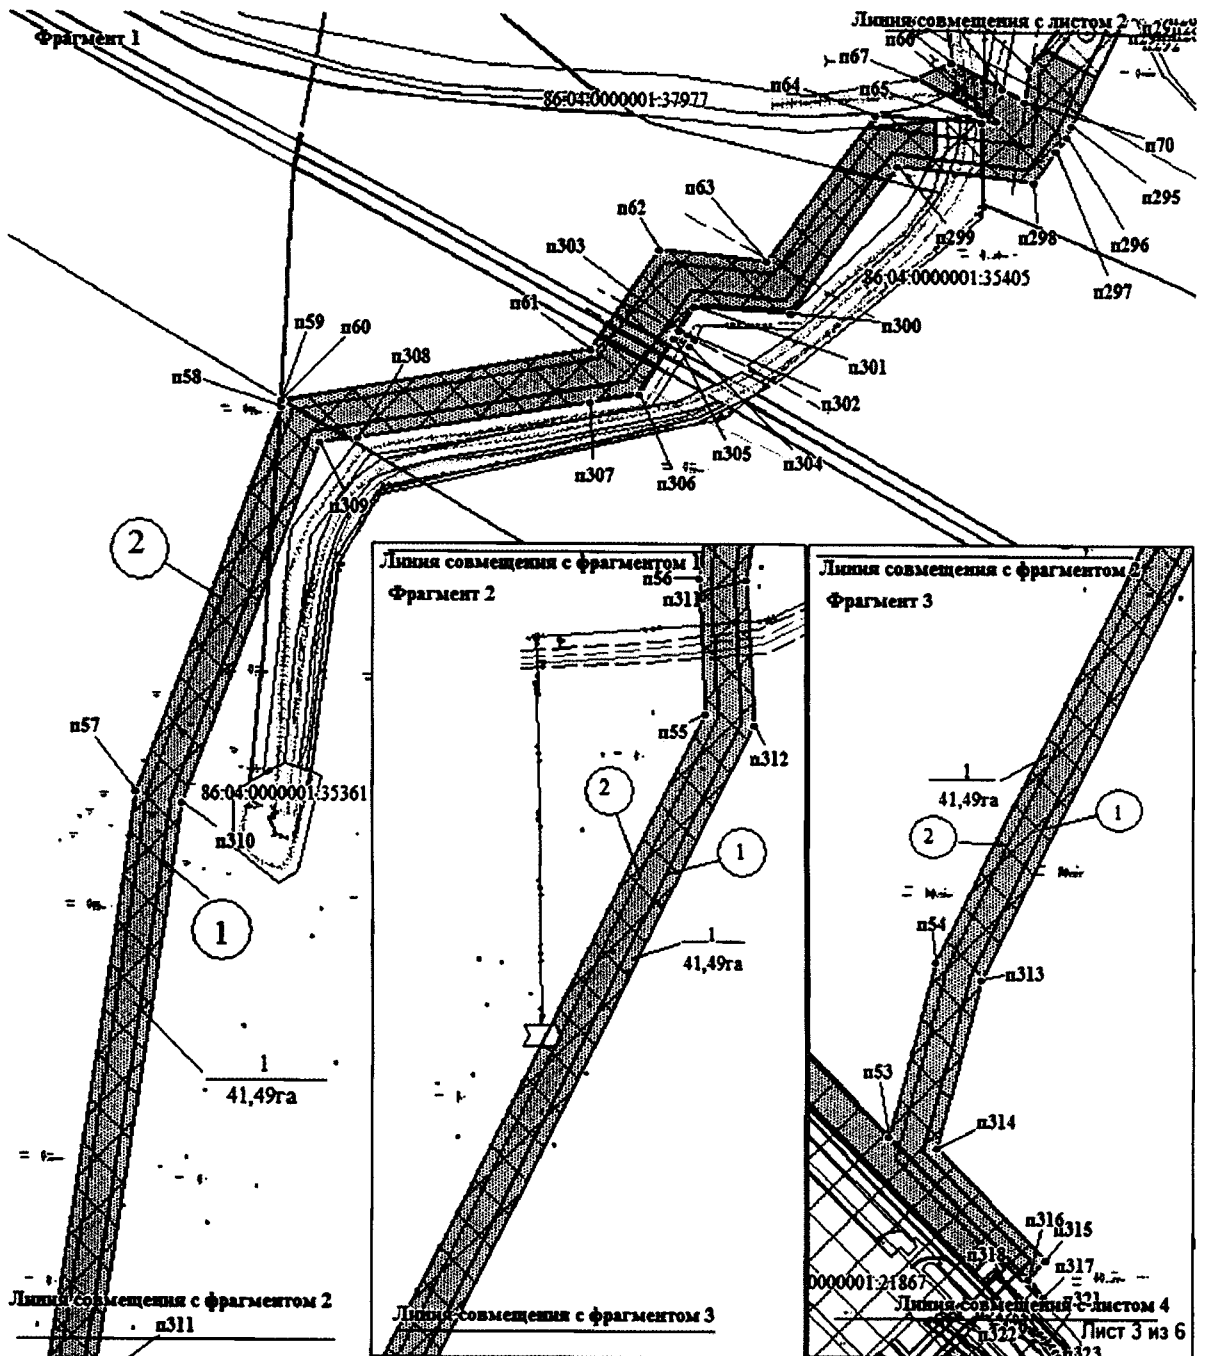 Фрагмент 1
Линия совмещения с листом 2
п66
п67
п64
п65
86:04:0000001:37977
п292
п70
п295
п296
п297
п298
п299
86:04:0000001:35405
п63
п62
п303
п61
п300
п301
п302
п304
п305
п306
п307
п59
п60
п58
п308
п309
2
п57
86:04:0000001:35361
п310
1
1
41,49га
Линия совмещения с фрагментом 2
п311
Линия совмещения с фрагментом 1
Фрагмент 2
п56
п311
п55
п312
2
1
1
41,49га
Линия совмещения с фрагментом 3
Линия совмещения с фрагментом 2
Фрагмент 3
1
41,49га
1
2
п54
п313
п53
п314
п316
п315
п318
п317
0000001:21867
п321
Линия совмещения с листом 4
п322
Лист 3 из 6
п323